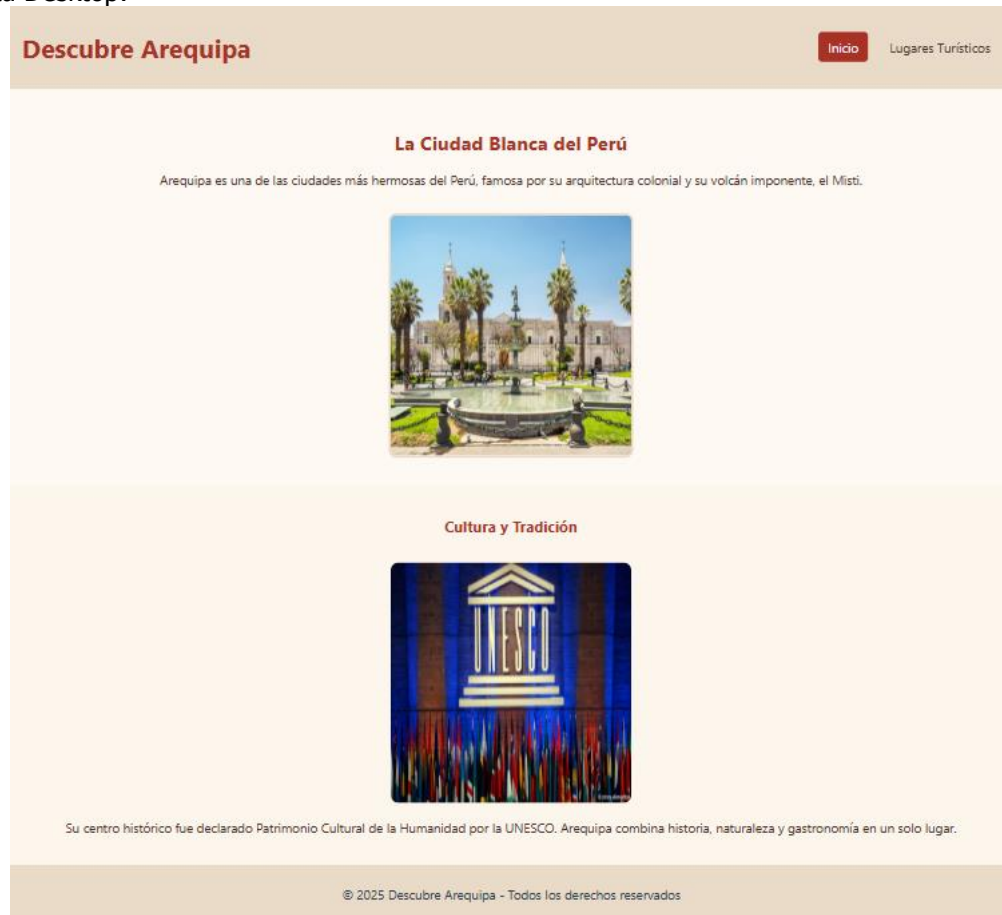 Descubre Arequipa
Inicio Lugares Turísticos
La Ciudad Blanca del Perú
Arequipa es una de las ciudades más hermosas del Perú, famosa por su arquitectura colonial y su volcán imponente, el Misti.
Cultura y Tradición
UNESCO
Su centro histórico fue declarado Patrimonio Cultural de la Humanidad por la UNESCO. Arequipa combina historia, naturaleza y gastronomía en un solo lugar.
© 2025 Descubre Arequipa - Todos los derechos reservados